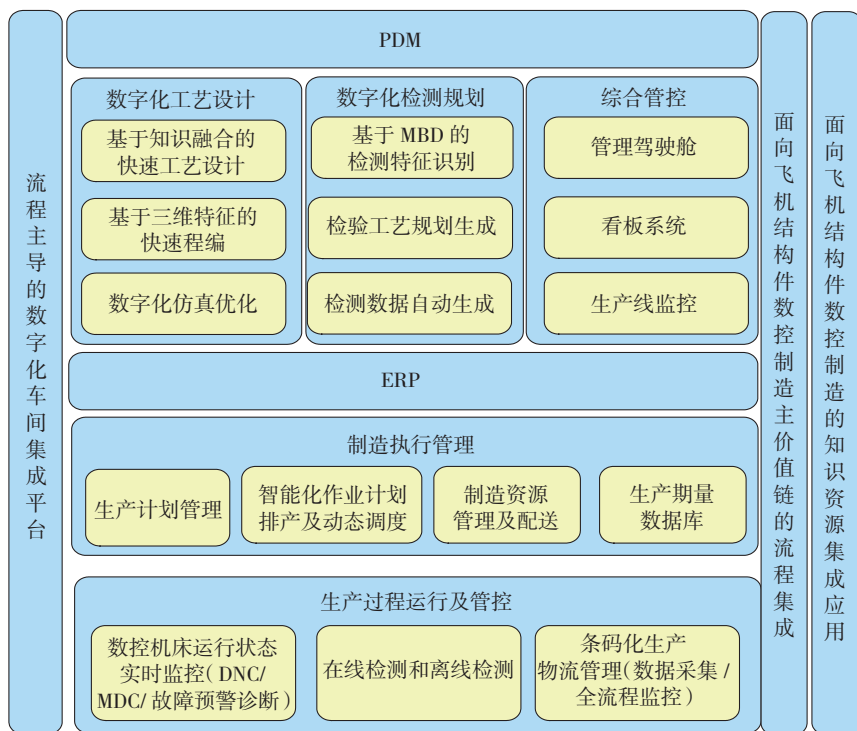 流程主导的数字化车间集成平台
PDM
数字化工艺设计
基于知识融合的
快速工艺设计
基于三维特征的
快速程编
数字化仿真优化
数字化检测规划
基于 MBD 的
检测特征识别
检验工艺规划生成
检测数据自动生成
综合管控
管理驾驶舱
看板系统
生产线监控
ERP
制造执行管理
生产计划管理
智能化作业计划
排产及动态调度
制造资源
管理及配送
生产期量
数据库
生产过程运行及管控
数控机床运行状态
实时监控( DNC/
MDC/ 故障预警诊断 )
在线检测和离线检测
条码化生产
物流管理( 数据采集 /
全流程监控 )
面向飞机结构件数控制造主价值链的流程集成
面向飞机结构件数控制造的知识资源集成应用